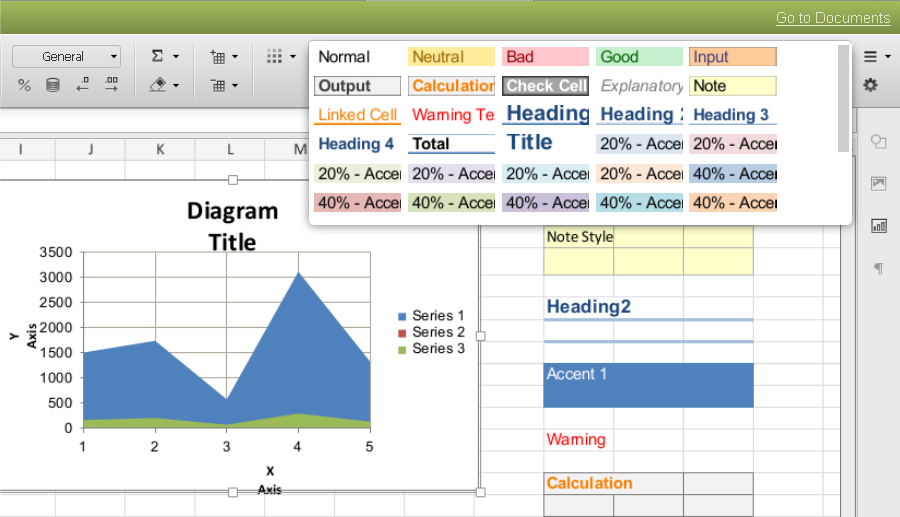 Go to Documents
General
Normal Neutral Bad Good Input
Output Calculation Check Cell Explanatory Note
Linked Cell Warning Te Heading Heading 2 Heading 3
Heading 4 Total Title 20% - Accen 20% - Accen
20% - Accen 20% - Accen 20% - Accen 20% - Accen 40% - Accen
40% - Accen 40% - Accen 40% - Accen 40% - Accen 40% - Accen
I J K L M
Diagram
Title
3500
3000
2500
2000
1500
1000
500
0
Y
Axis
1 2 3 4 5
X
Axis
Series 1
Series 2
Series 3
Note Style
Heading2
Accent 1
Warning
Calculation